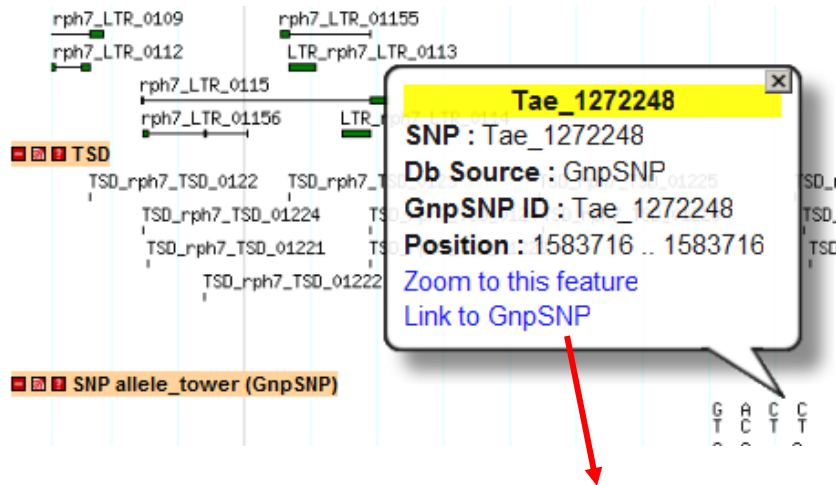 rph7_LTR_0109 rph7_LTR_01155
rph7_LTR_0112 LTR_rph7_LTR_0113
rph7_LTR_0115
rph7_LTR_01156
Tae_1272248
SNP : Tae_1272248
Db Source : GnpSNP
GnpSNP ID : Tae_1272248
Position : 1583716 .. 1583716
Zoom to this feature
Link to GnpSNP
TSD
TSD_rph7_TSD_0122
TSD_rph7_TSD_01224
TSD_rph7_TSD_01221
TSD_rph7_TSD_01222
SNP allele_tower (GnpSNP)
G A C C
T C T T